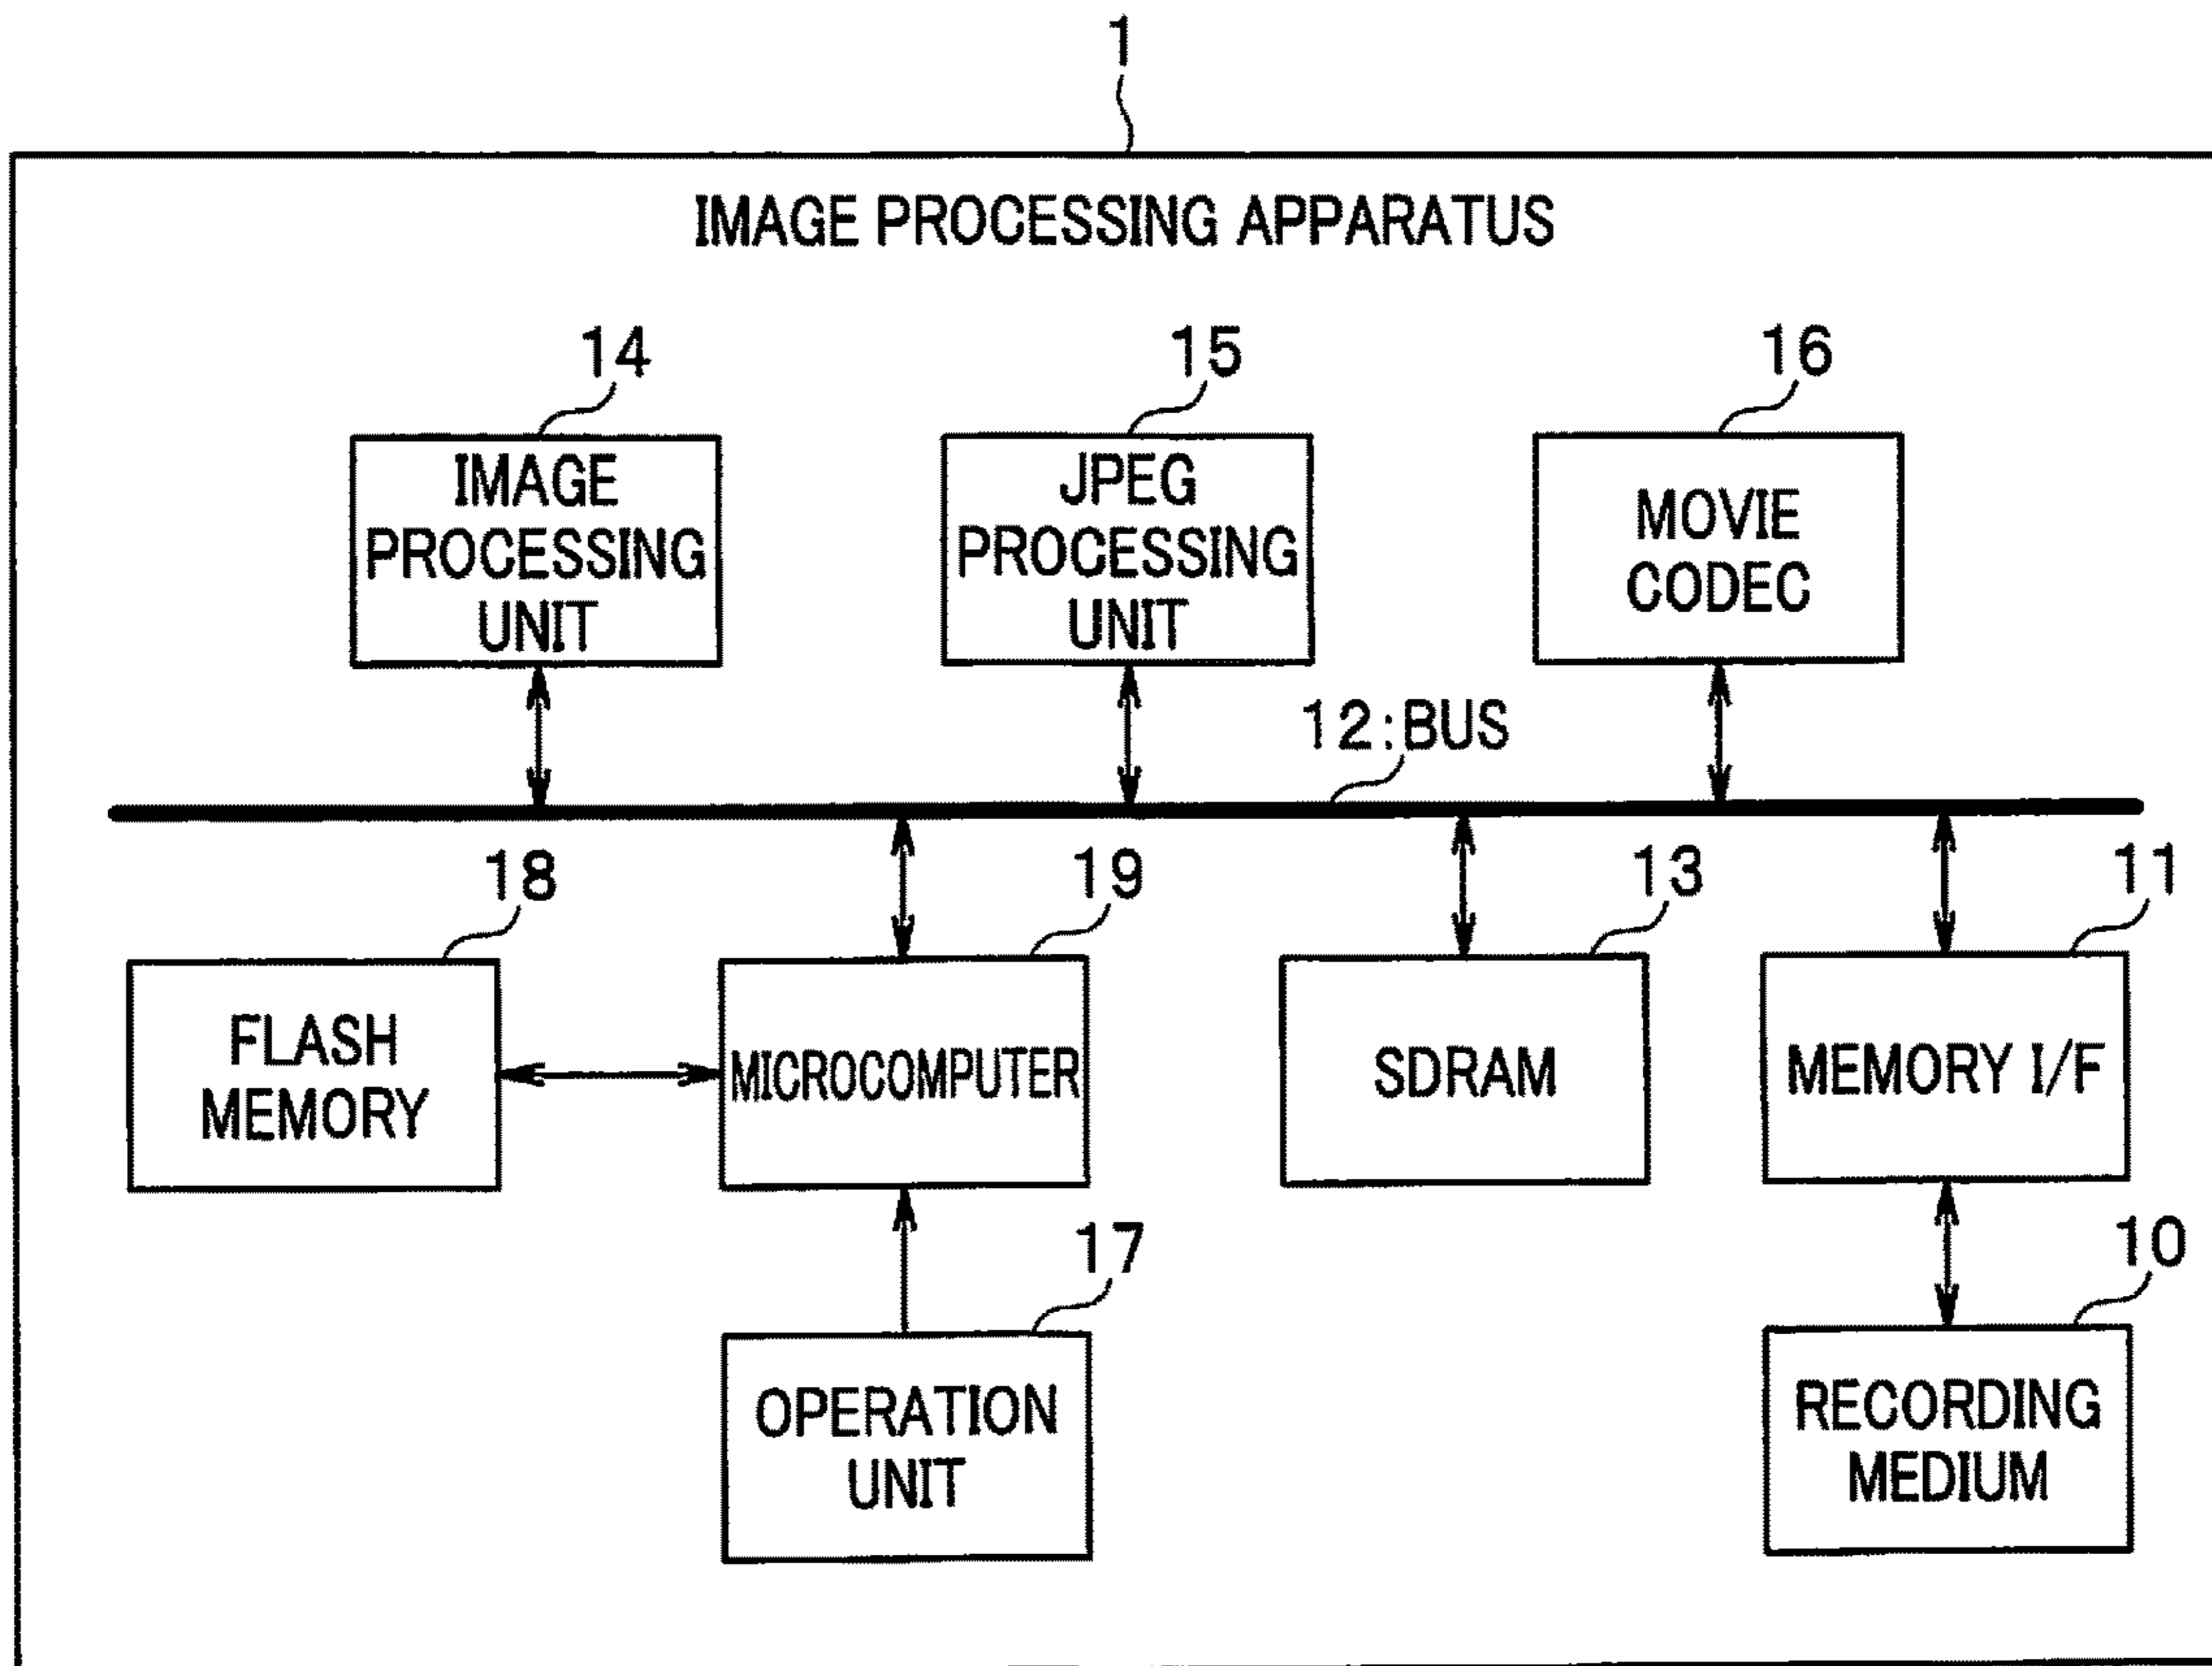 1
IMAGE PROCESSING APPARATUS
14
15
16
IMAGE
PROCESSING
UNIT
JPEG
PROCESSING
UNIT
MOVIE
CODEC
12:BUS
18
19
13
11
FLASH
MEMORY
MICROCOMPUTER
SDRAM
MEMORY I/F
17
10
OPERATION
UNIT
RECORDING
MEDIUM